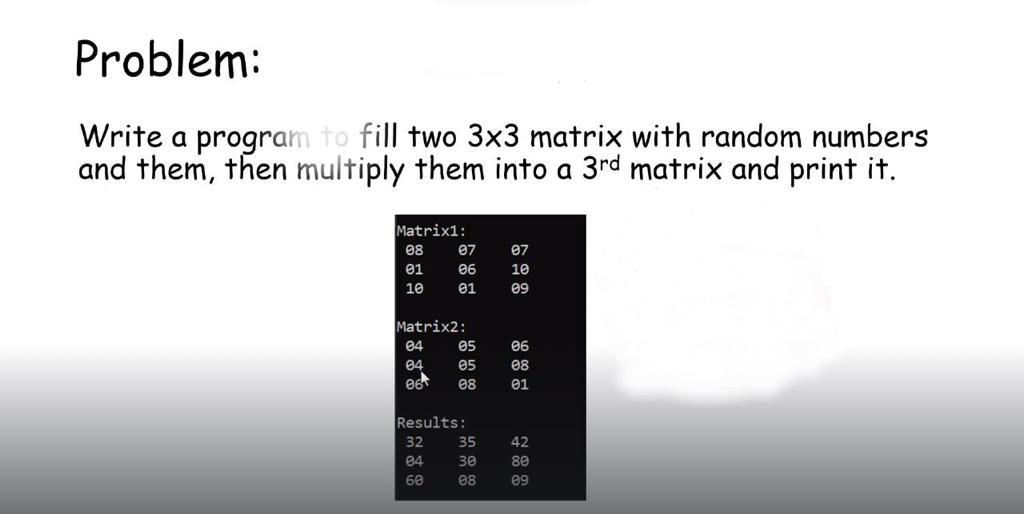 Problem:
Write a program to fill two 3x3 matrix with random numbers
and them, then multiply them into a 3rd matrix and print it.
Matrix1:
08 07 07
01 06 10
10 01 09
Matrix2:
04 05 06
04 05 08
06 08 01
Results:
32 35 42
04 30 80
60 08 09